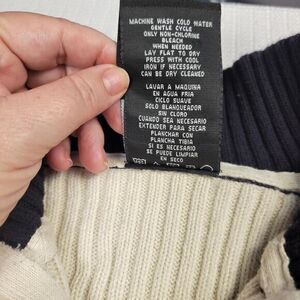 MACHINE WASH COLD WATER
GENTLE CYCLE
ONLY NON-CHLORINE
BLEACH
WHEN NEEDED
LAY FLAT TO DRY
PRESS WITH COOL
IRON IF NECESSARY
CAN BE DRY CLEANED
LAVAR A MAQUINA
EN AGUA FRIA
CICLO SUAVE
SOLO BLANQUEADOR
SIN CLORO
CUANDO SEA NECESARIO
EXTENDER PARA SECAR
PLANCHAR CON
PLANCHA TIBIA
SI ES NECESARIO
SE PUEDE LIMPIAR
EN SECO